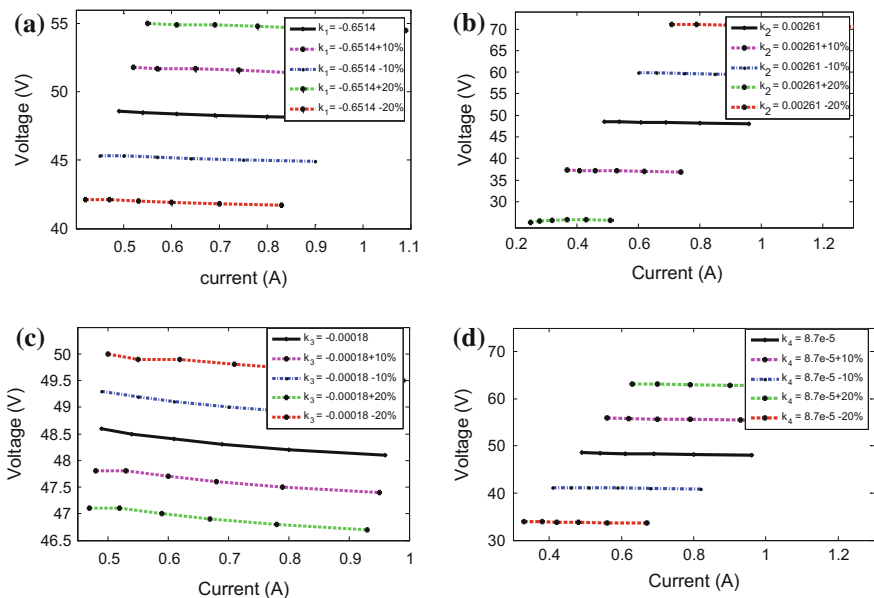 (a)
55
50
45
40
Voltage (V)
0.5 0.6 0.7 0.8 0.9 1 1.1
current (A)
k1 = -0.6514
k1 = -0.6514+10%
k1 = -0.6514 -10%
k1 = -0.6514+20%
k1 = -0.6514 -20%
(b)
70
65
60
55
50
45
40
35
30
25
Voltage (V)
0.2 0.4 0.6 0.8 1 1.2
Current (A)
k2 = 0.00261
k2 = 0.00261+10%
k2 = 0.00261 -10%
k2 = 0.00261+20%
k2 = 0.00261 -20%
(c)
50
49.5
49
48.5
48
47.5
47
46.5
Voltage (V)
0.5 0.6 0.7 0.8 0.9 1
Current (A)
k3 = -0.00018
k3 = -0.00018+10%
k3 = -0.00018 -10%
k3 = -0.00018+20%
k3 = -0.00018 -20%
(d)
70
60
50
40
30
Voltage (V)
0.4 0.6 0.8 1 1.2
Current (A)
k4 = 8.7e-5
k4 = 8.7e-5+10%
k4 = 8.7e-5 -10%
k4 = 8.7e-5+20%
k4 = 8.7e-5 -20%